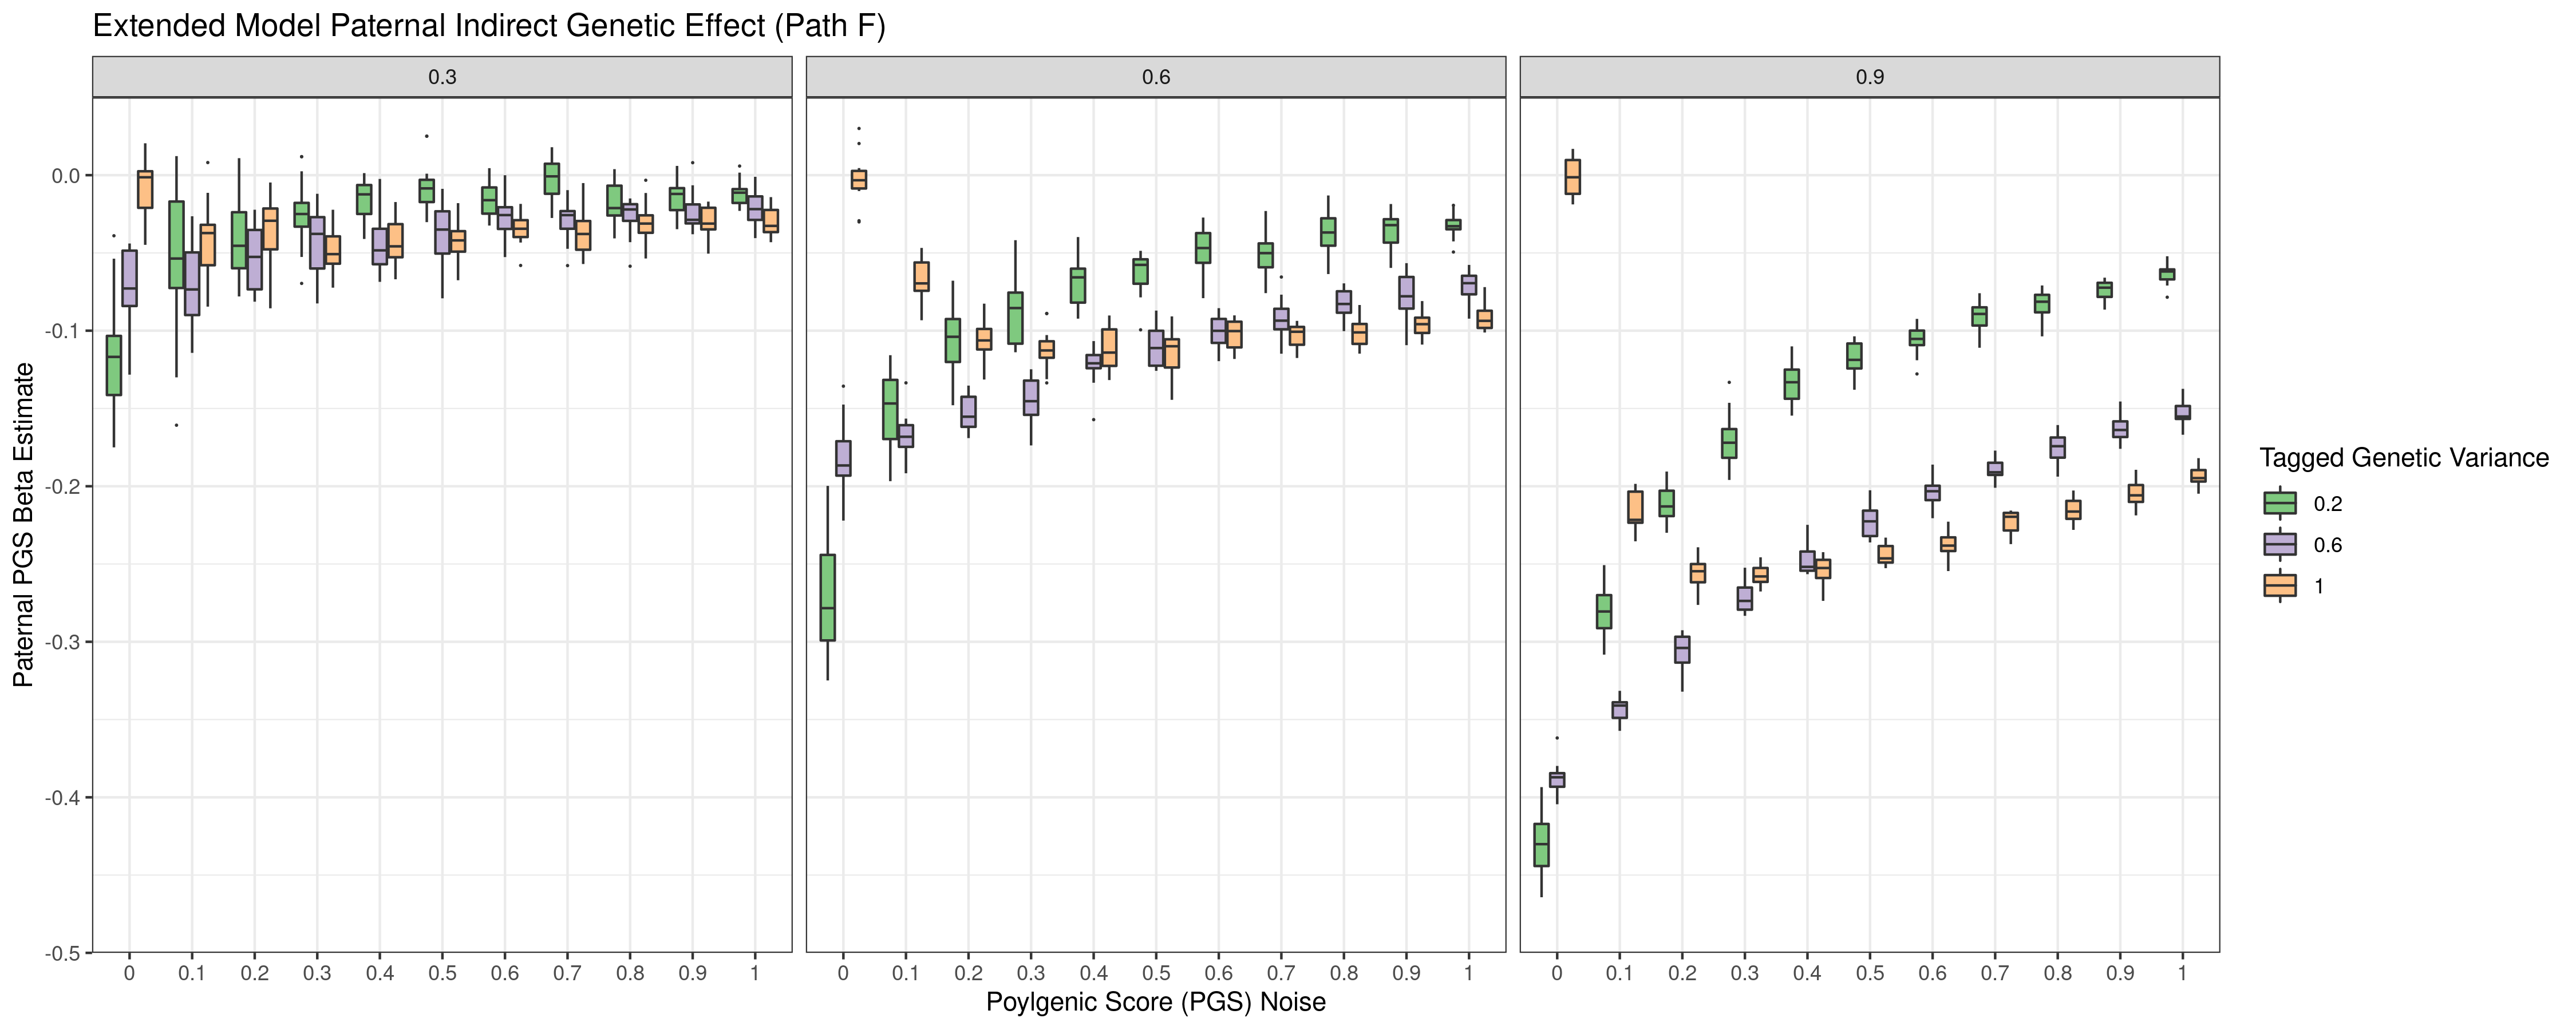 Extended Model Paternal Indirect Genetic Effect (Path F)
0.3 0.6 0.9
Paternal PGS Beta Estimate
0.0
-0.1
-0.2
-0.3
-0.4
-0.5
0 0.1 0.2 0.3 0.4 0.5 0.6 0.7 0.8 0.9 1
0 0.1 0.2 0.3 0.4 0.5 0.6 0.7 0.8 0.9 1
0 0.1 0.2 0.3 0.4 0.5 0.6 0.7 0.8 0.9 1
Poylgenic Score (PGS) Noise
Tagged Genetic Variance
0.2
0.6
1